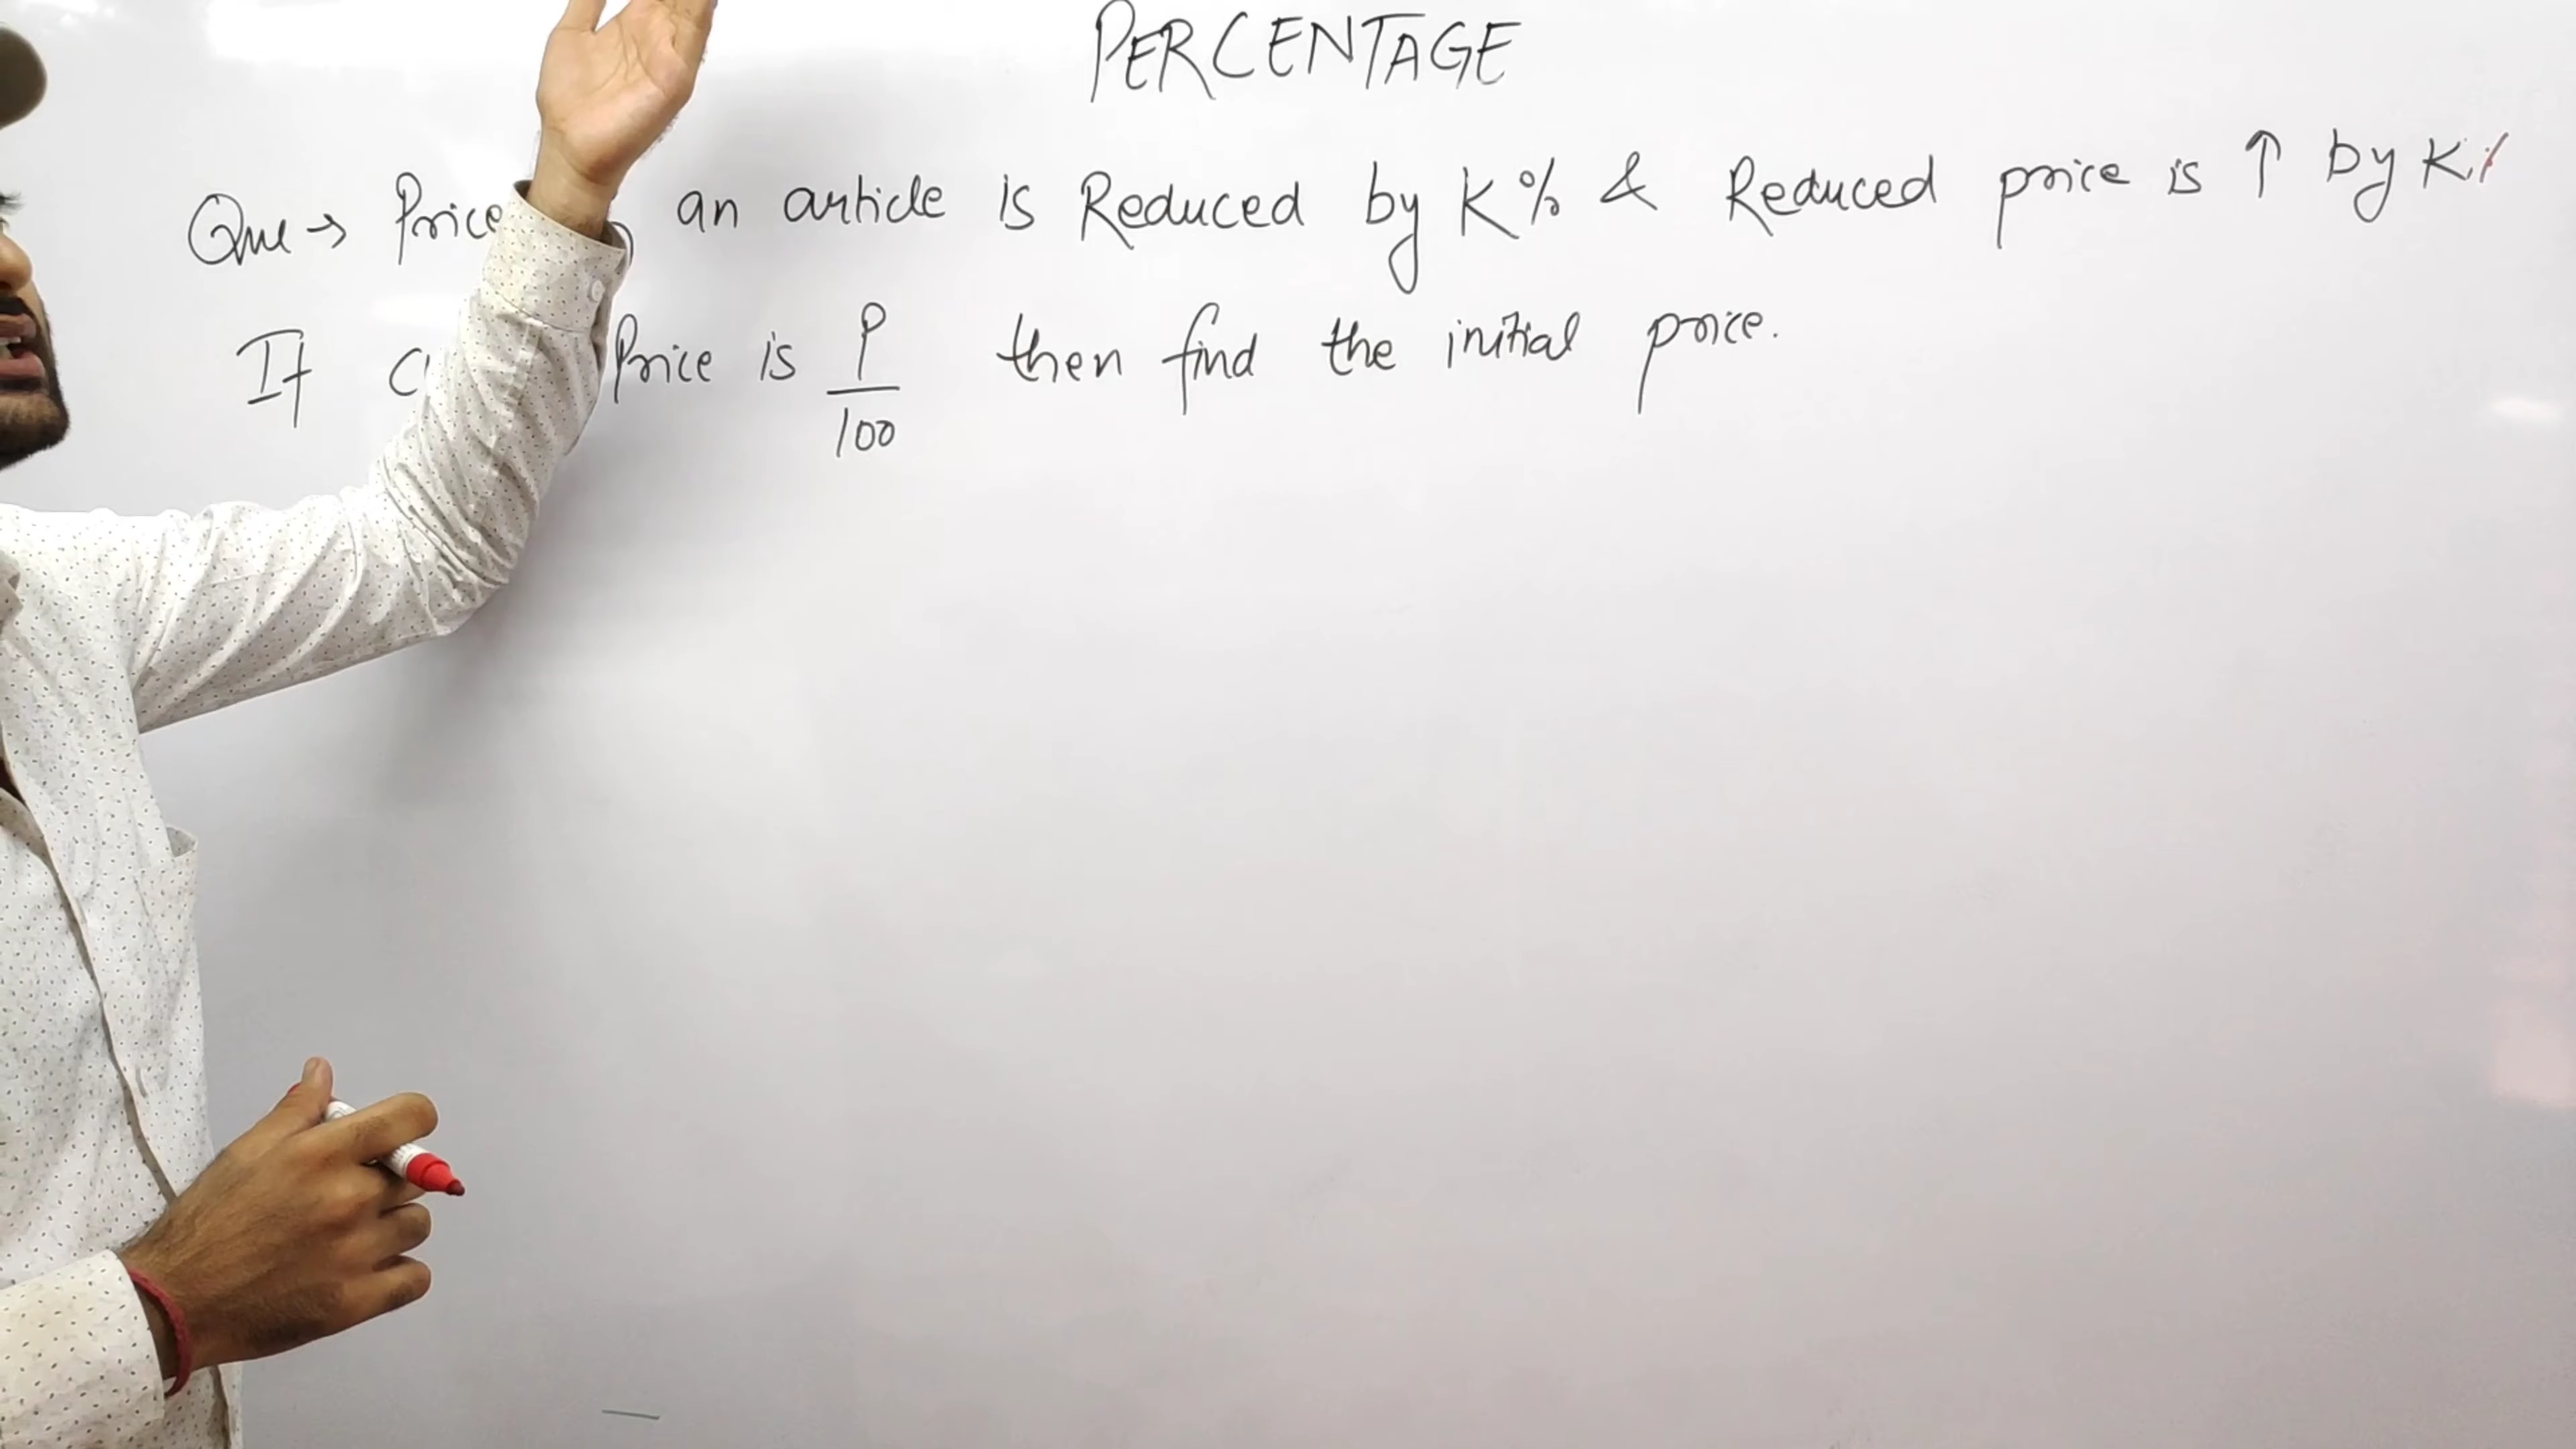 PERCENTAGE
Que → Price an article is Reduced by K% & Reduced price is ↑ by K%
If Price is P/100 then find the initial price.